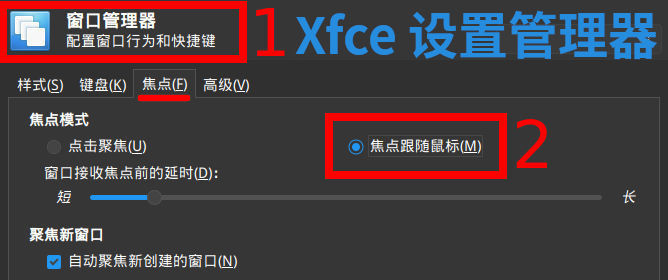 窗口管理器
配置窗口行为和快捷键
1
Xfce 设置管理器
样式(S) 键盘(K) 焦点(F) 高级(V)
焦点模式
点击聚焦(U) 焦点跟随鼠标(M)
2
窗口接收焦点前的延时(D):
短 长
聚焦新窗口
自动聚焦新创建的窗口(N)